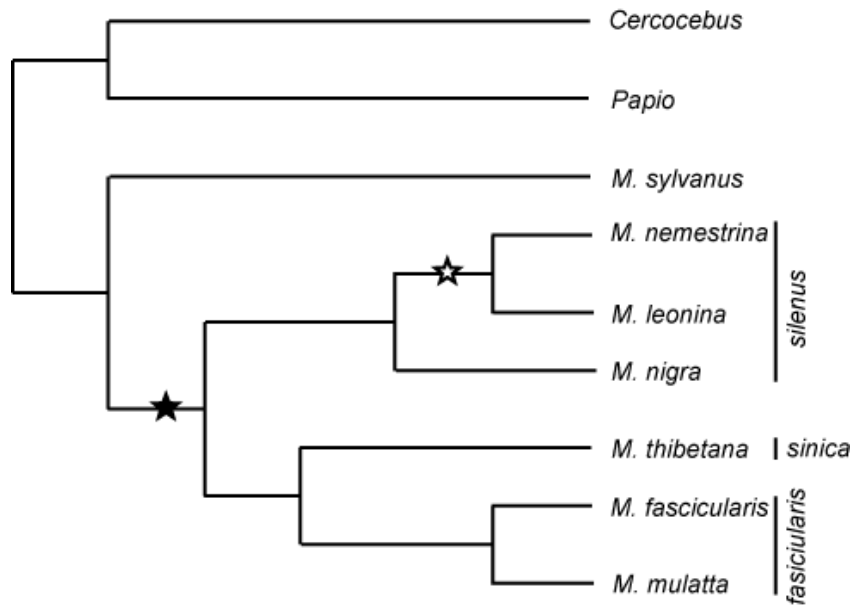 Cercocebus
Papio
M. sylvanus
M. nemestrina
M. leonina
M. nigra
silenus
M. thibetana
sinica
M. fascicularis
M. mulatta
fasiciularis